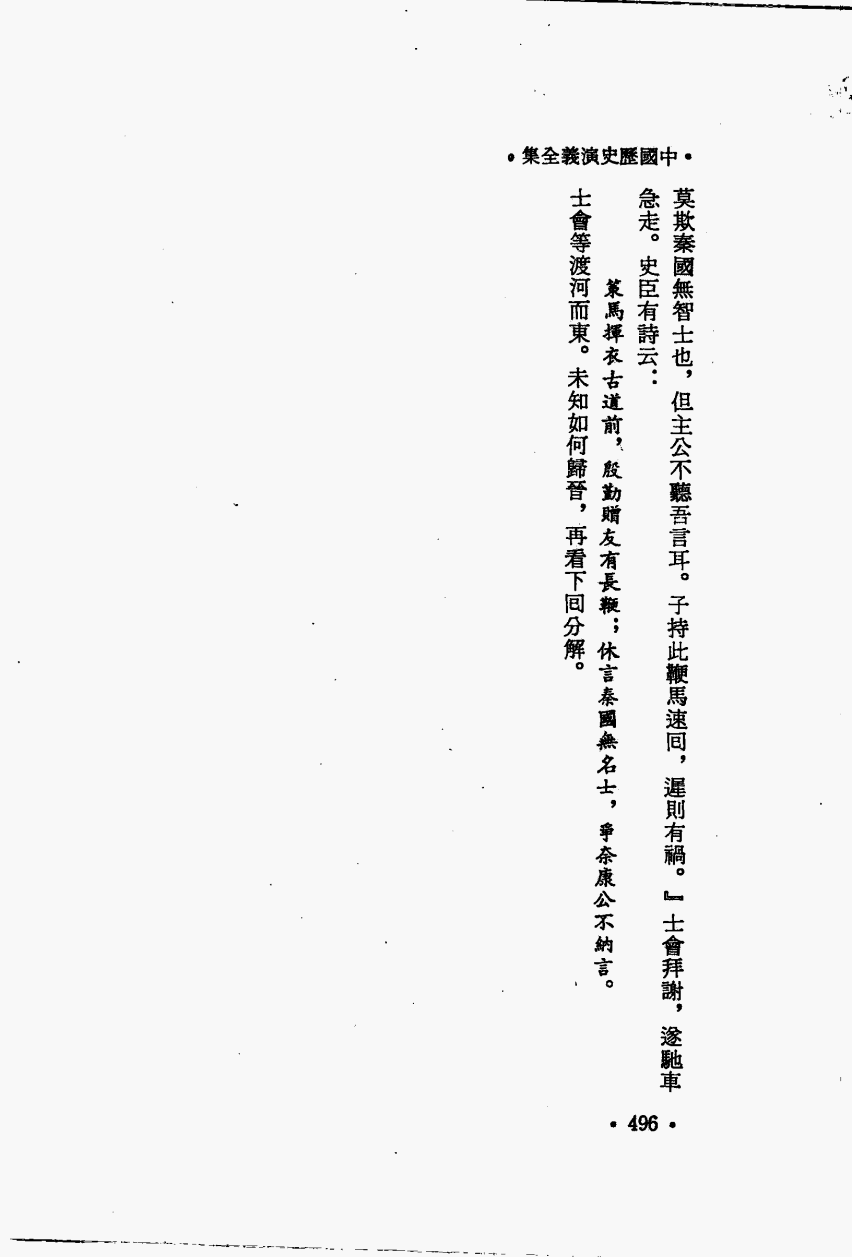 •中國歷史演義全集•
莫欺秦國無智士也，但主公不聽吾言耳。子持此鞭馬速回，遲則有禍。』士會拜謝，遂馳車
急走。史臣有詩云：
策馬揮衣古道前，殷勤贈友有長鞭；休言秦國無名士，爭奈康公不納言。
士會等渡河而東。未知如何歸晉，再看下回分解。
• 496 •